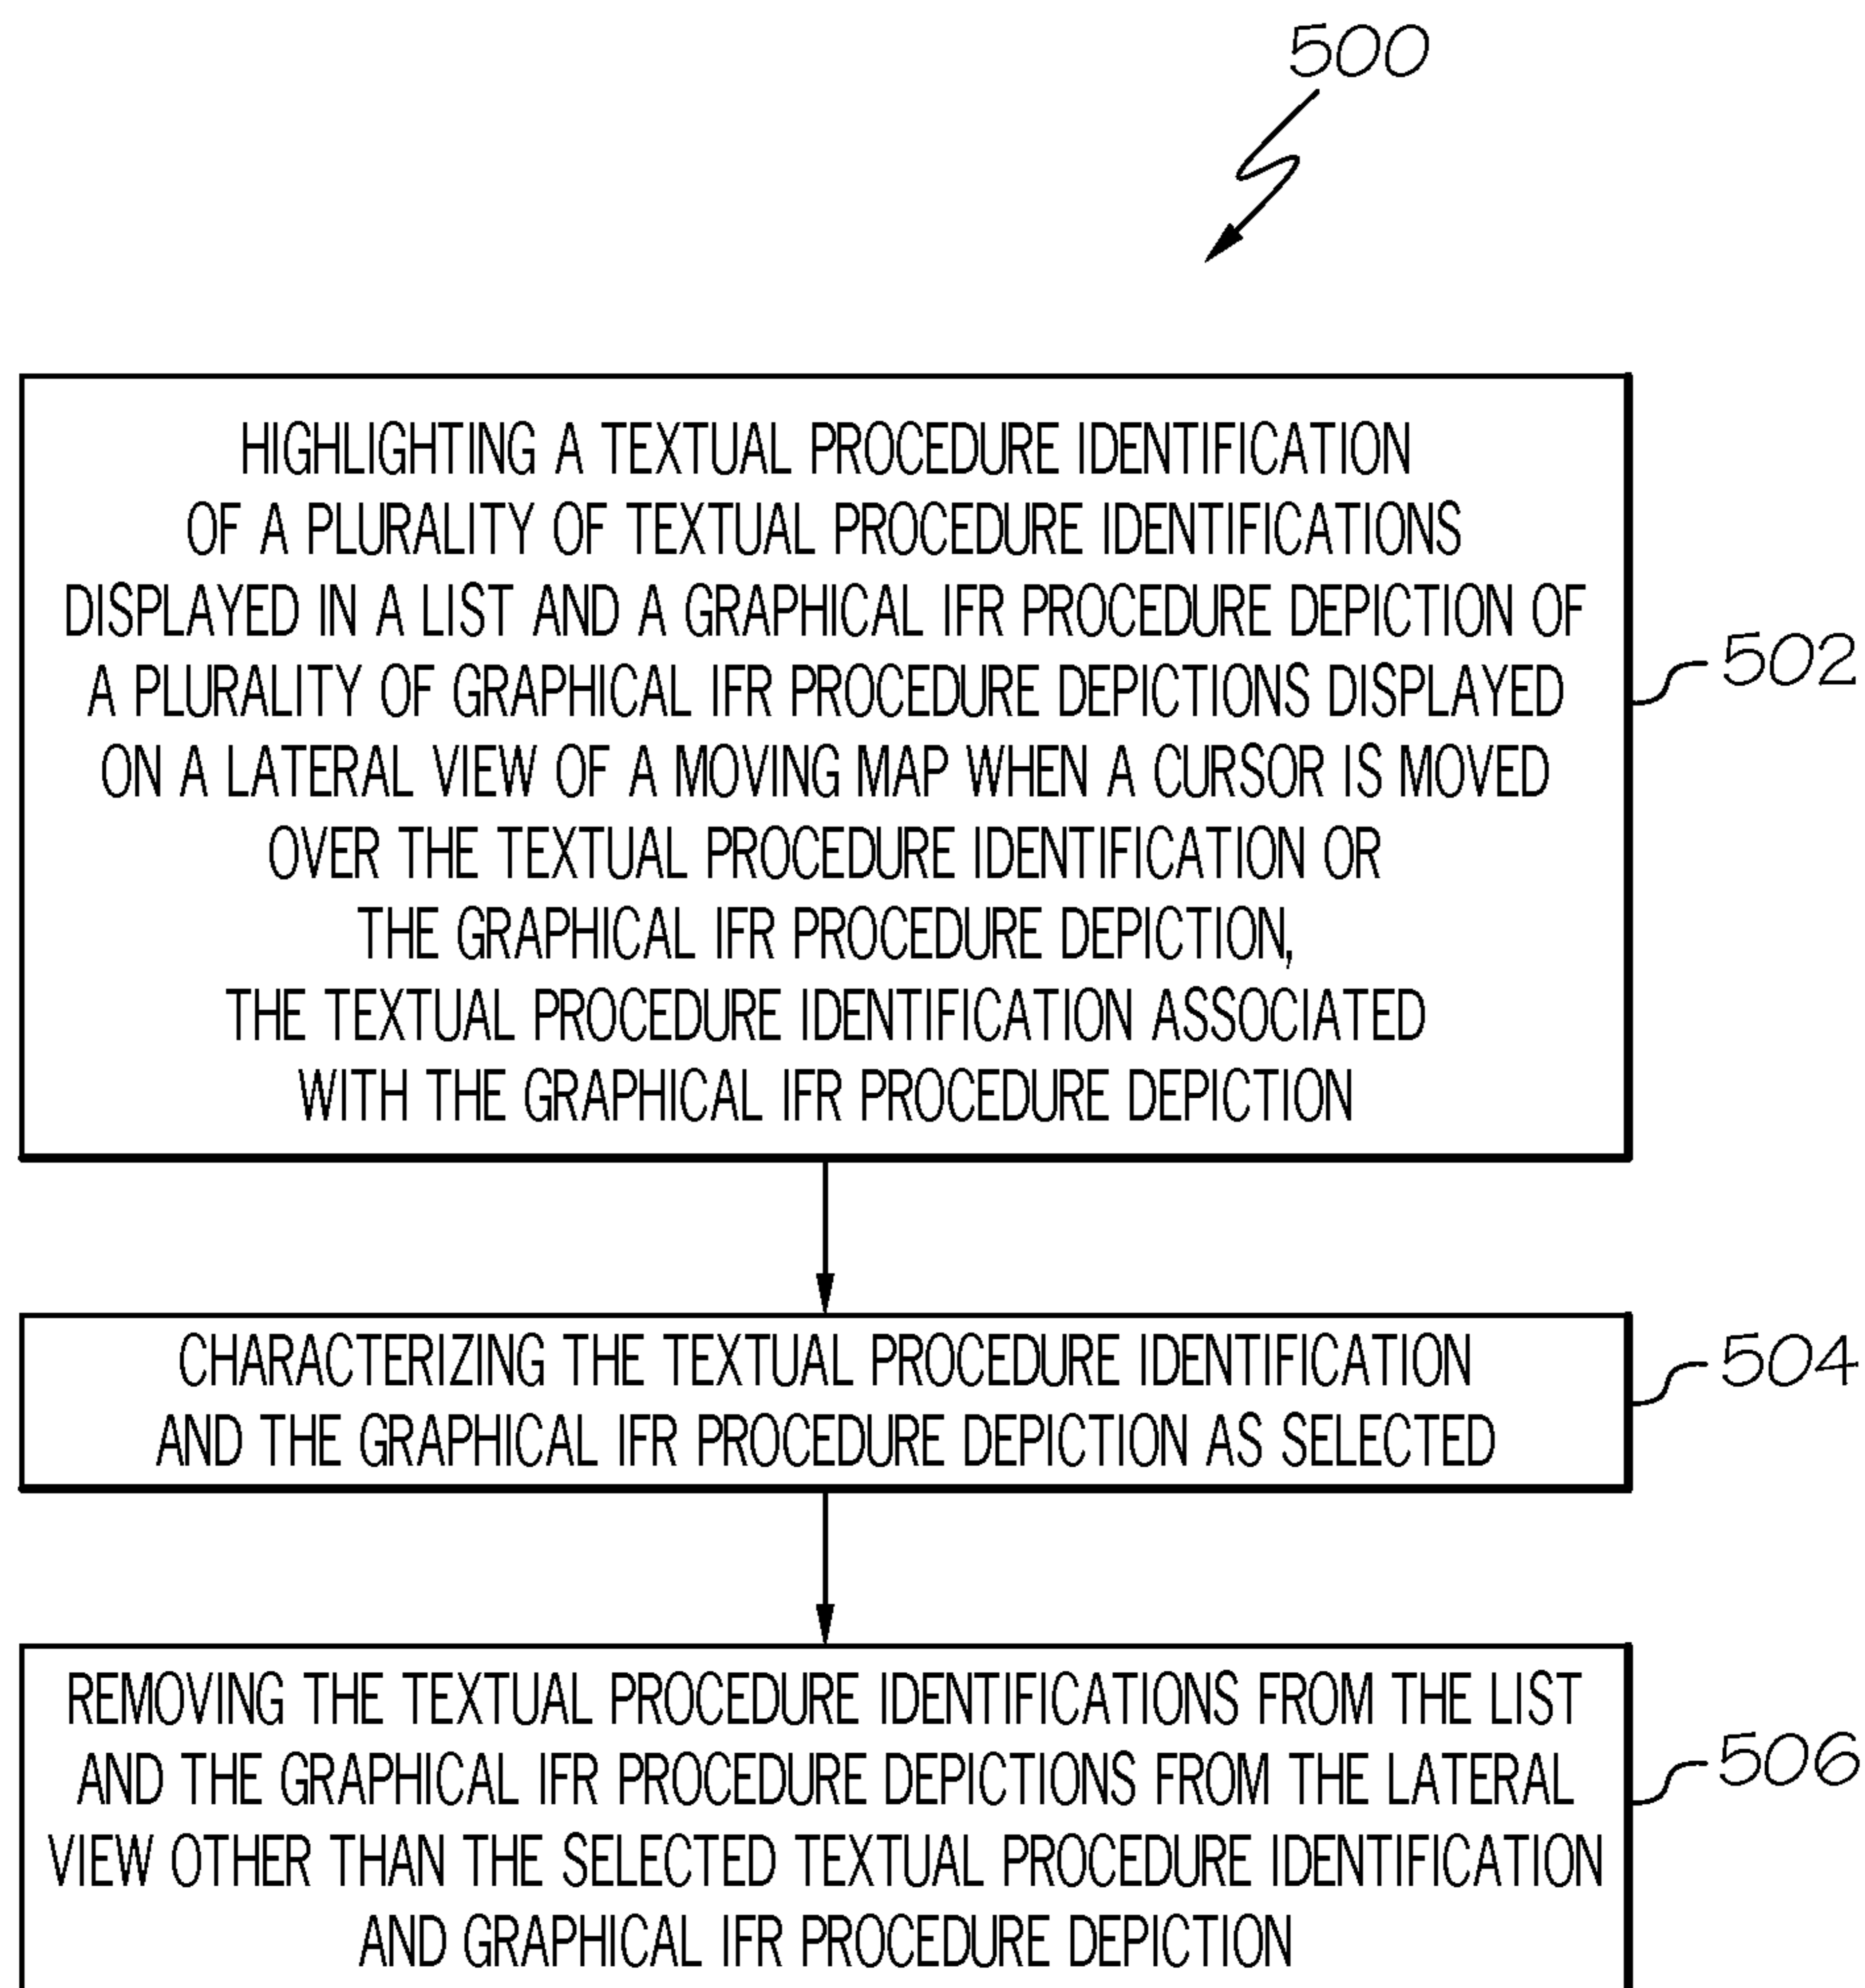 500
HIGHLIGHTING A TEXTUAL PROCEDURE IDENTIFICATION
OF A PLURALITY OF TEXTUAL PROCEDURE IDENTIFICATIONS
DISPLAYED IN A LIST AND A GRAPHICAL IFR PROCEDURE DEPICTION OF
A PLURALITY OF GRAPHICAL IFR PROCEDURE DEPICTIONS DISPLAYED
ON A LATERAL VIEW OF A MOVING MAP WHEN A CURSOR IS MOVED
OVER THE TEXTUAL PROCEDURE IDENTIFICATION OR
THE GRAPHICAL IFR PROCEDURE DEPICTION,
THE TEXTUAL PROCEDURE IDENTIFICATION ASSOCIATED
WITH THE GRAPHICAL IFR PROCEDURE DEPICTION
502
CHARACTERIZING THE TEXTUAL PROCEDURE IDENTIFICATION
AND THE GRAPHICAL IFR PROCEDURE DEPICTION AS SELECTED
504
REMOVING THE TEXTUAL PROCEDURE IDENTIFICATIONS FROM THE LIST
AND THE GRAPHICAL IFR PROCEDURE DEPICTIONS FROM THE LATERAL
VIEW OTHER THAN THE SELECTED TEXTUAL PROCEDURE IDENTIFICATION
AND GRAPHICAL IFR PROCEDURE DEPICTION
506